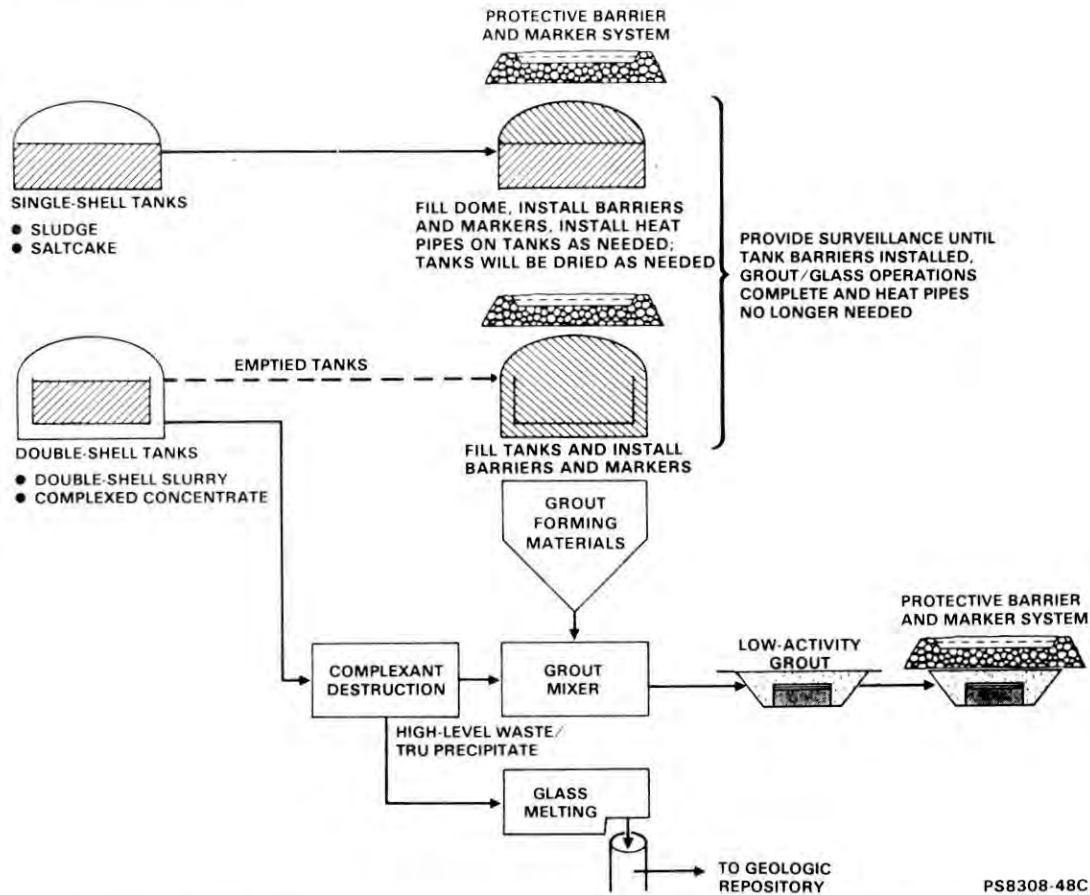 PROTECTIVE BARRIER
AND MARKER SYSTEM
SINGLE-SHELL TANKS
● SLUDGE
● SALTCAKE
FILL DOME, INSTALL BARRIERS
AND MARKERS, INSTALL HEAT
PIPES ON TANKS AS NEEDED;
TANKS WILL BE DRIED AS NEEDED
PROVIDE SURVEILLANCE UNTIL
TANK BARRIERS INSTALLED,
GROUT/GLASS OPERATIONS
COMPLETE AND HEAT PIPES
NO LONGER NEEDED
EMPTIED TANKS
DOUBLE-SHELL TANKS
● DOUBLE-SHELL SLURRY
● COMPLEXED CONCENTRATE
FILL TANKS AND INSTALL
BARRIERS AND MARKERS
GROUT
FORMING
MATERIALS
COMPLEXANT
DESTRUCTION
GROUT
MIXER
LOW-ACTIVITY
GROUT
PROTECTIVE BARRIER
AND MARKER SYSTEM
HIGH-LEVEL WASTE/
TRU PRECIPITATE
GLASS
MELTING
TO GEOLOGIC
REPOSITORY
PS8308-48C